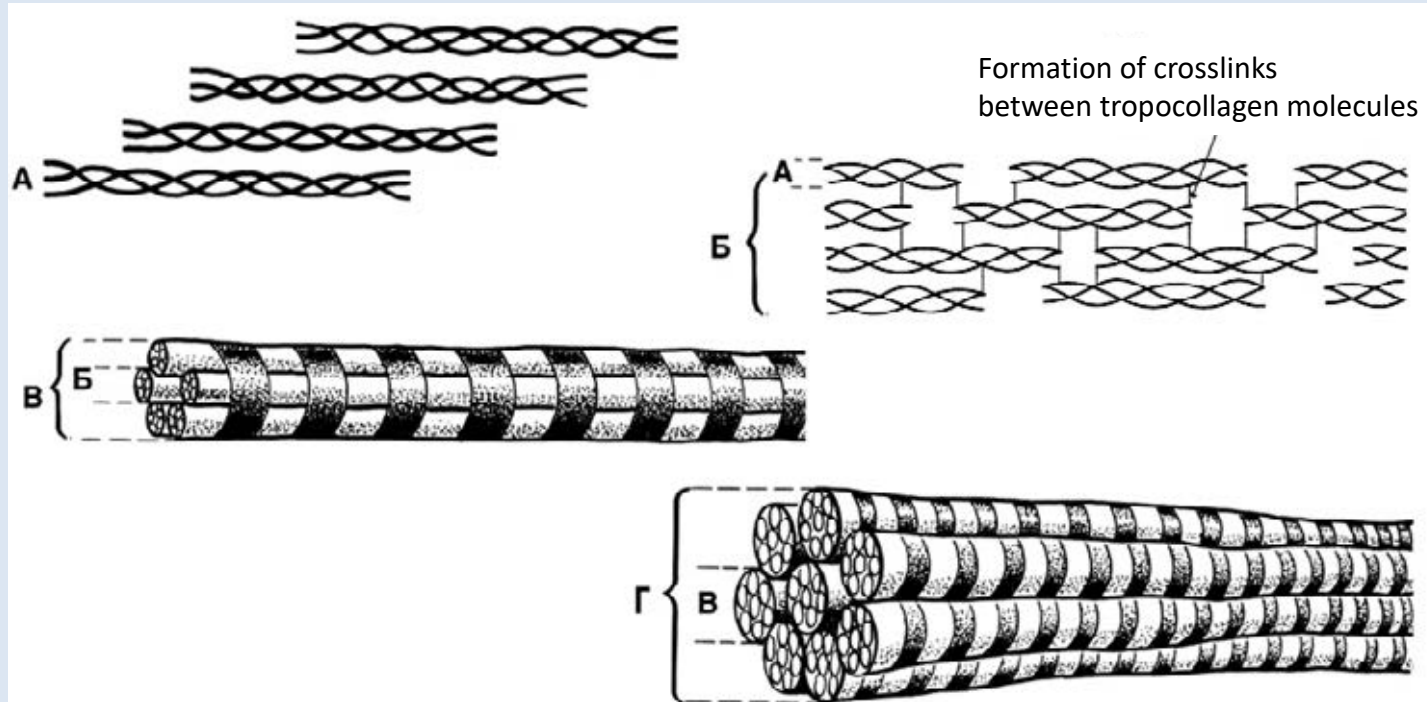 Formation of crosslinks
between tropocollagen molecules
А
А
Б
В
Б
Г
В